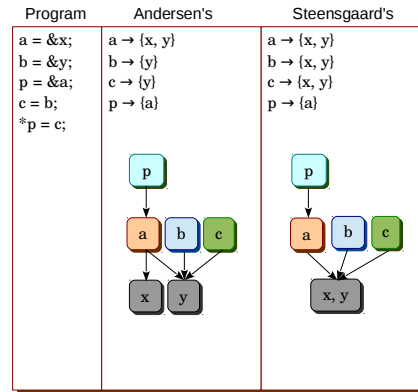 Program
a = &x;
b = &y;
p = &a;
c = b;
*p = c;
Andersen's
a → {x, y}
b → {y}
c → {y}
p → {a}
p
a b c
x y
Steensgaard's
a → {x, y}
b → {x, y}
c → {x, y}
p → {a}
p
a b c
x, y